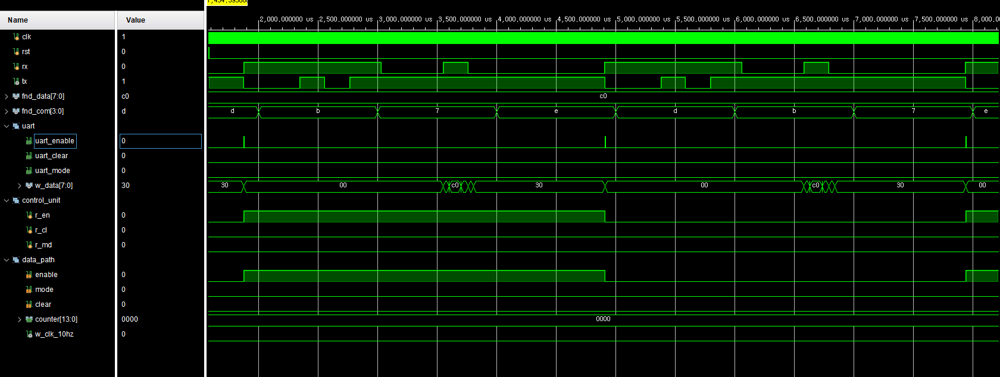 Name Value
2,000.000000 us 2,500.000000 us 3,000.000000 us 3,500.000000 us 4,000.000000 us 4,500.000000 us 5,000.000000 us 5,500.000000 us 6,000.000000 us 6,500.000000 us 7,000.000000 us 7,500.000000 us 8,000.0
clk 1
rst 0
rx 0
tx 1
fnd_data[7:0] c0 c0
fnd_com[3:0] d d b 7 e d b 7 e
uart
uart_enable 0
uart_clear 0
uart_mode 0
w_data[7:0] 30 30 00 c0 30 00 c0 30 00
control_unit
r_en 0
r_cl 0
r_md 0
data_path
enable 0
mode 0
clear 0
counter[13:0] 0000 0000
w_clk_10hz 0